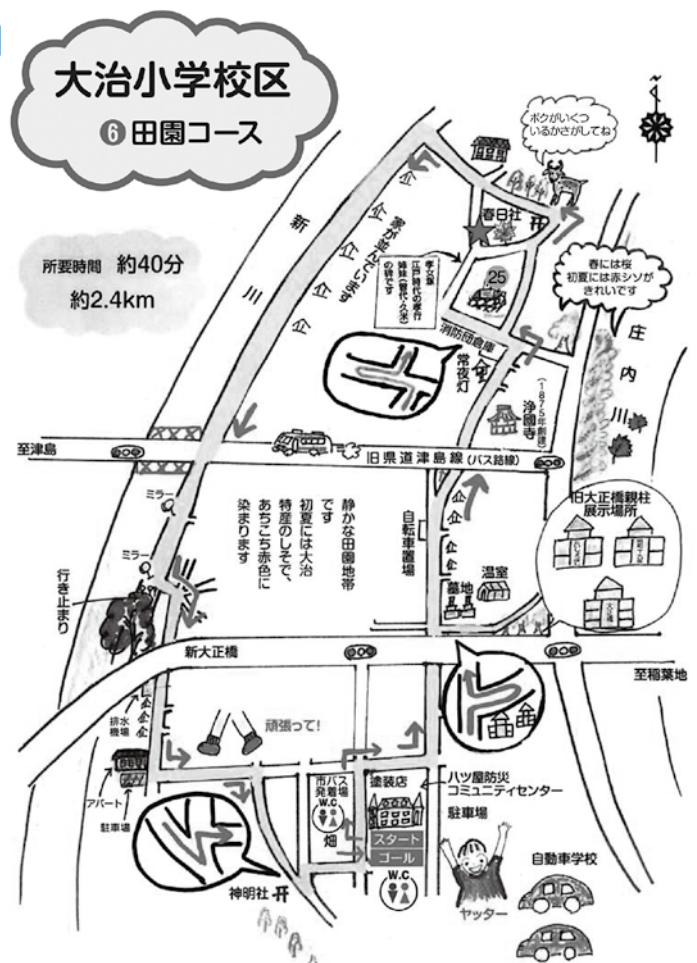 大治小学校区
❻田園コース
所要時間 約40分
約2.4km
ボクがいくつ
いるかさがしてね
春日社
新川
家が並んでいます
孝女塚
江戸時代の孝行
姉妹(曽代・久米)
の碑です
25
春には桜
初夏には赤シソが
きれいです
消防団倉庫
常夜灯
庄内川
(1875年創建)
浄國寺
至津島
旧県道津島線(バス路線)
ミラー
ミラー
静かな田園地帯
です
初夏には大治
特産のしそで、
あちこち赤色に
染まります
自転車置場
旧大正橋親柱
展示場所
大正橋
温室
墓地
行き止まり
新大正橋
至稲葉地
排水
機場
頑張って!
アパート
駐車場
市バス
発着場
W.C
畑
塗装店
八ツ屋防災
コミュニティセンター
駐車場
スタート
ゴール
W.C
神明社
ヤッター
自動車学校